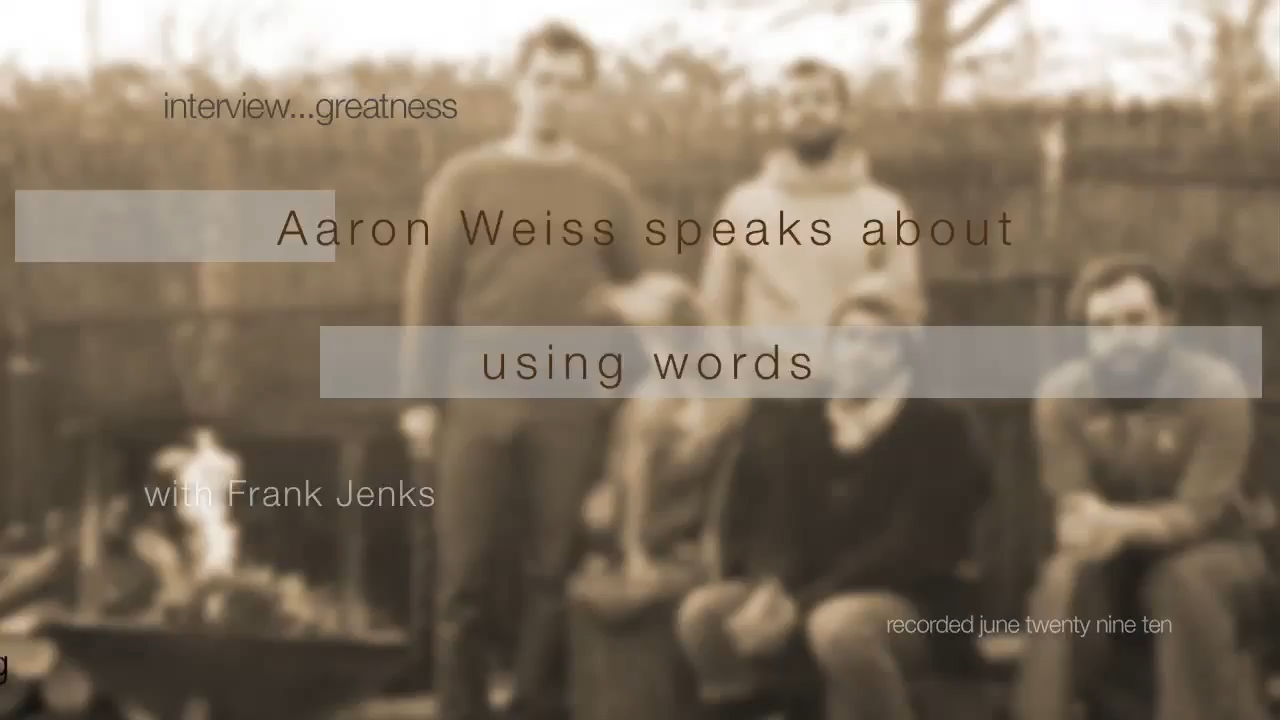 interview...greatness
Aaron Weiss speaks about
using words
with Frank Jenks
recorded june twenty nine ten
g